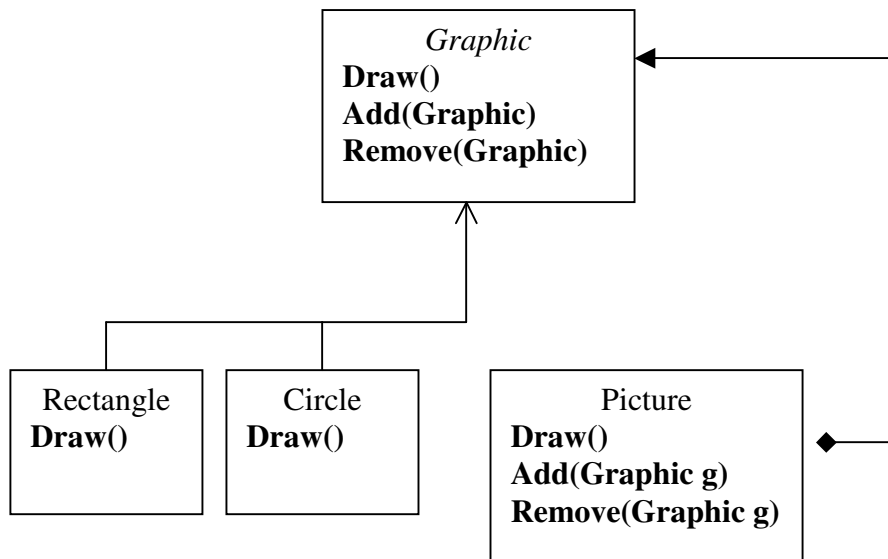 Graphic
Draw()
Add(Graphic)
Remove(Graphic)
Rectangle
Draw()
Circle
Draw()
Picture
Draw()
Add(Graphic g)
Remove(Graphic g)